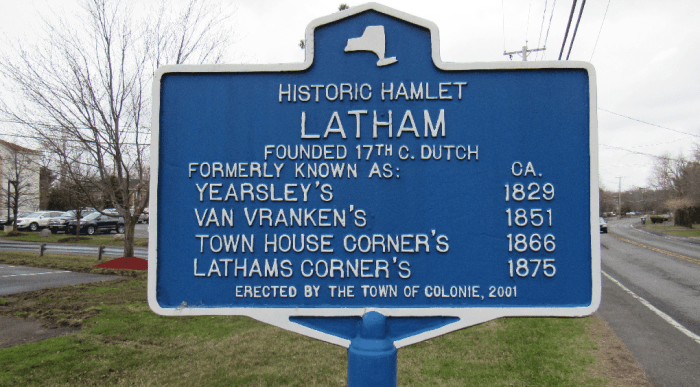 HISTORIC HAMLET
LATHAM
FOUNDED 17TH C. DUTCH
FORMERLY KNOWN AS: CA.
YEARSLEY'S 1829
VAN VRANKEN'S 1851
TOWN HOUSE CORNER'S 1866
LATHAMS CORNER'S 1875
ERECTED BY THE TOWN OF COLONIE, 2001